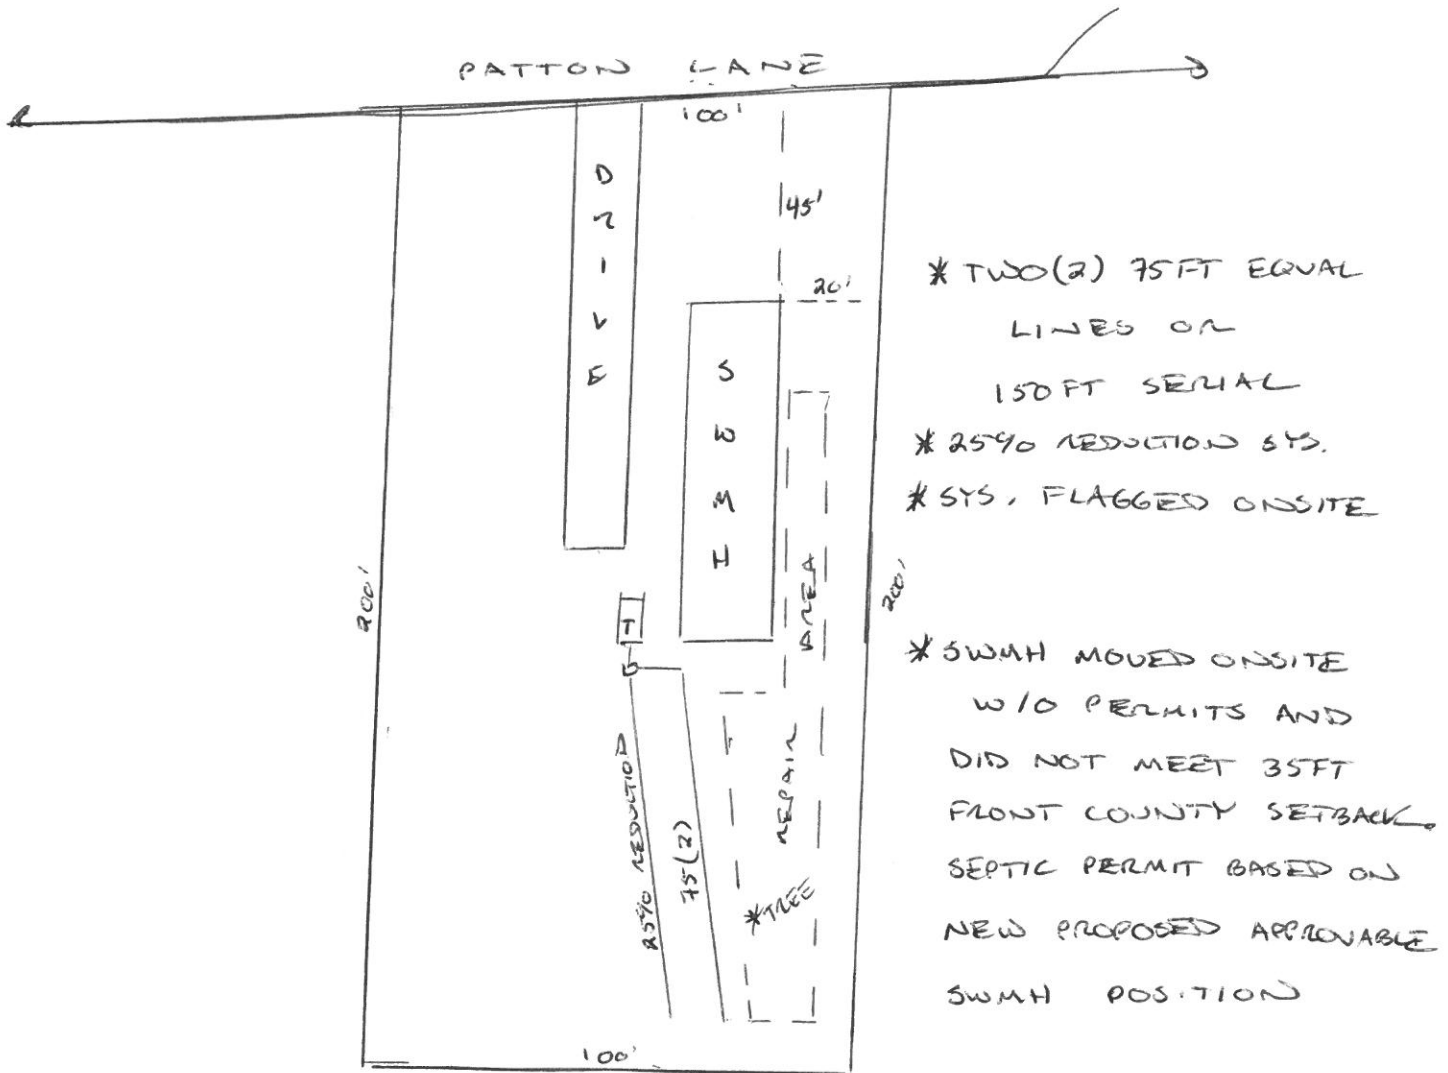 PATTON LANE
100'
DRIVE
45'
20'
SWMH
AREA
REPAIR
200'
200'
T
D
25% REDUCTION
75(2)
*TREE
100'
* TWO(2) 75FT EQUAL
LINES OR
150FT SERIAL
* 25% REDUCTION SYS.
* SYS. FLAGGED ONSITE
* SWMH MOVED ONSITE
W/O PERMITS AND
DID NOT MEET 35FT
FRONT COUNTY SETBACK.
SEPTIC PERMIT BASED ON
NEW PROPOSED APPROVABLE
SWMH POSITION